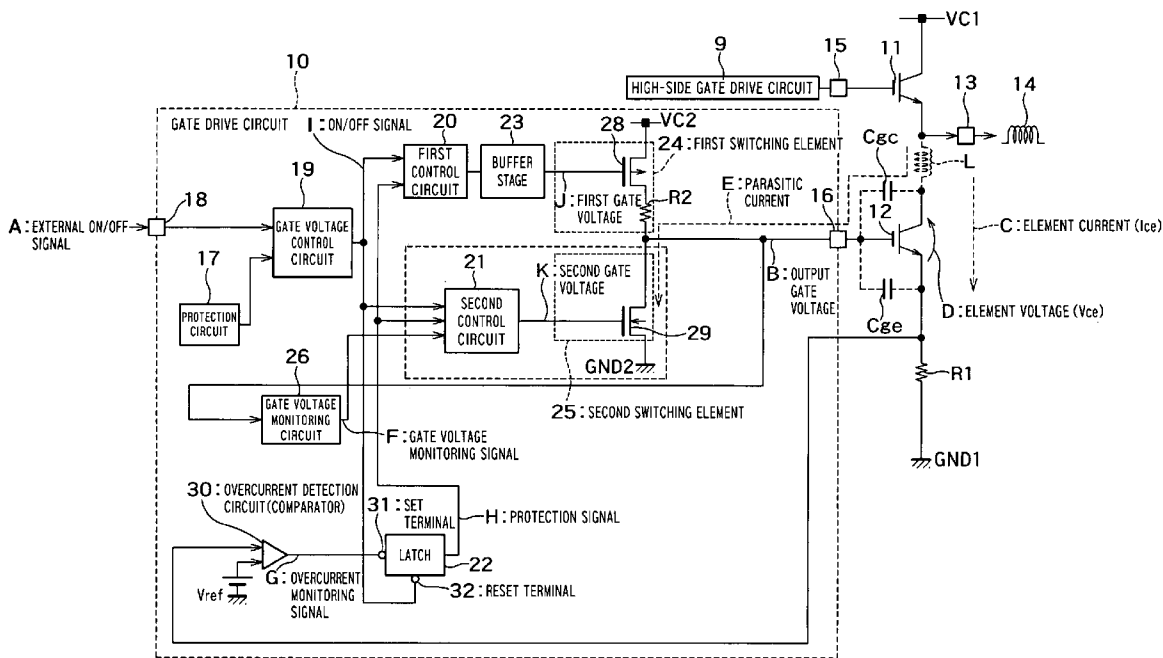 VC1
9
15
11
HIGH-SIDE GATE DRIVE CIRCUIT
13
14
10
GATE DRIVE CIRCUIT
I: ON/OFF SIGNAL
20
23
VC2
28
24: FIRST SWITCHING ELEMENT
FIRST
CONTROL
CIRCUIT
BUFFER
STAGE
J: FIRST GATE
VOLTAGE
R2
E: PARASITIC
CURRENT
Cgc
L
18
19
A: EXTERNAL ON/OFF
SIGNAL
GATE VOLTAGE
CONTROL
CIRCUIT
16
12
C: ELEMENT CURRENT (Ice)
B: OUTPUT
GATE
VOLTAGE
17
PROTECTION
CIRCUIT
21
K: SECOND GATE
VOLTAGE
SECOND
CONTROL
CIRCUIT
29
GND2
Cge
D: ELEMENT VOLTAGE (Vce)
R1
26
GATE VOLTAGE
MONITORING
CIRCUIT
F: GATE VOLTAGE
MONITORING SIGNAL
25: SECOND SWITCHING ELEMENT
GND1
30: OVERCURRENT DETECTION
CIRCUIT (COMPARATOR)
31: SET
TERMINAL
H: PROTECTION SIGNAL
LATCH
22
Vref
G: OVERCURRENT
MONITORING
SIGNAL
32: RESET TERMINAL